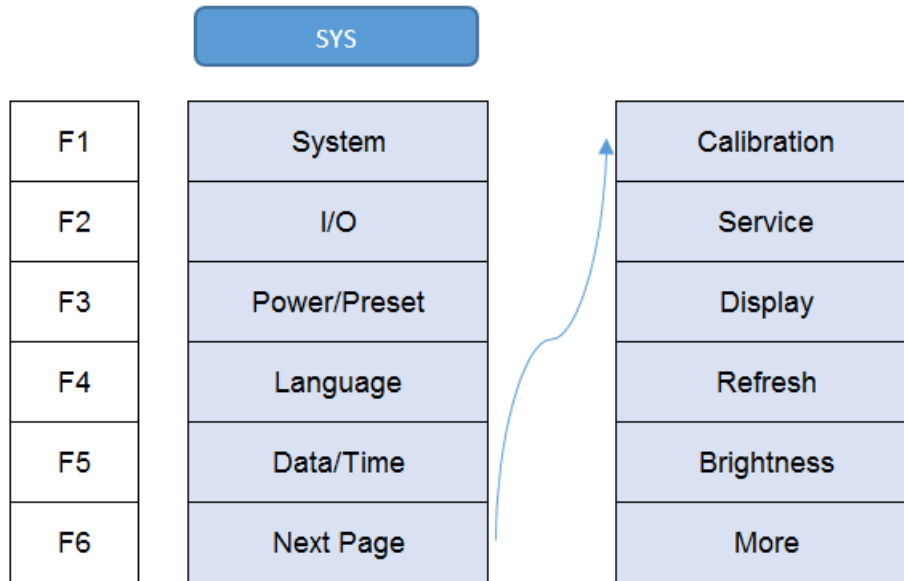 SYS
F1 System Calibration
F2 I/O Service
F3 Power/Preset Display
F4 Language Refresh
F5 Data/Time Brightness
F6 Next Page More